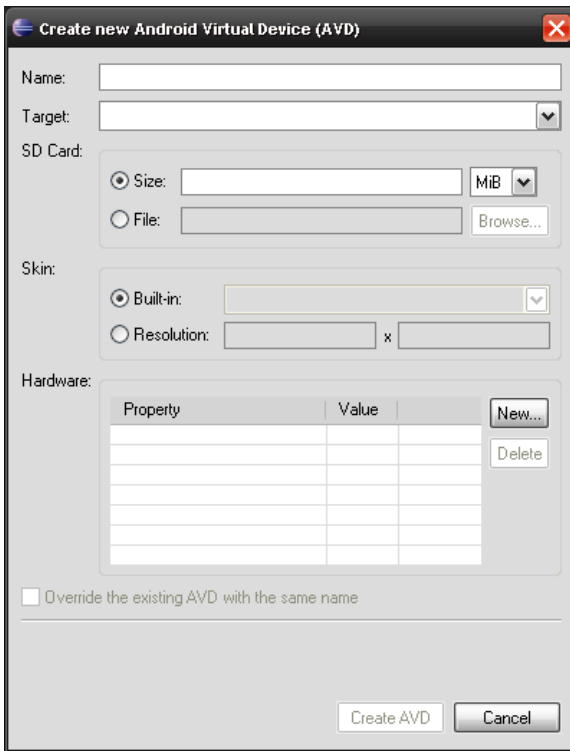 Create new Android Virtual Device (AVD)
Name:
Target:
SD Card:
Size: MiB
File: Browse...
Skin:
Built-in:
Resolution: x
Hardware:
Property Value New...
Delete
Override the existing AVD with the same name
Create AVD Cancel